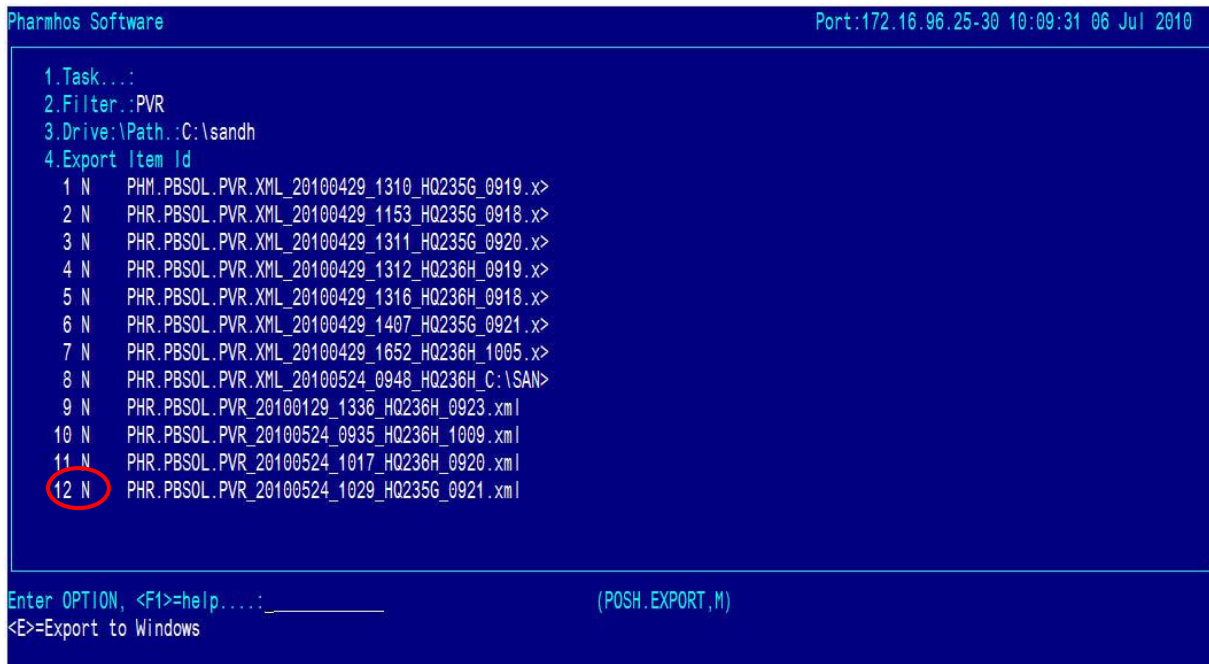 Pharmhos Software Port:172.16.96.25-30 10:09:31 06 Jul 2010
1.Task...:
2.Filter.:PVR
3.Drive:\Path.:C:\sandh
4.Export Item Id
1 N PHM.PBSOL.PVR.XML_20100429_1310_HQ235G_0919.x>
2 N PHR.PBSOL.PVR.XML_20100429_1153_HQ235G_0918.x>
3 N PHR.PBSOL.PVR.XML_20100429_1311_HQ235G_0920.x>
4 N PHR.PBSOL.PVR.XML_20100429_1312_HQ236H_0919.x>
5 N PHR.PBSOL.PVR.XML_20100429_1316_HQ236H_0918.x>
6 N PHR.PBSOL.PVR.XML_20100429_1407_HQ235G_0921.x>
7 N PHR.PBSOL.PVR.XML_20100429_1652_HQ236H_1005.x>
8 N PHR.PBSOL.PVR.XML_20100524_0948_HQ236H_C:\SAN>
9 N PHR.PBSOL.PVR_20100129_1336_HQ236H_0923.xml
10 N PHR.PBSOL.PVR_20100524_0935_HQ236H_1009.xml
11 N PHR.PBSOL.PVR_20100524_1017_HQ236H_0920.xml
12 N PHR.PBSOL.PVR_20100524_1029_HQ235G_0921.xml
Enter OPTION, <F1>=help....:____________ (POSH.EXPORT,M)
<E>=Export to Windows